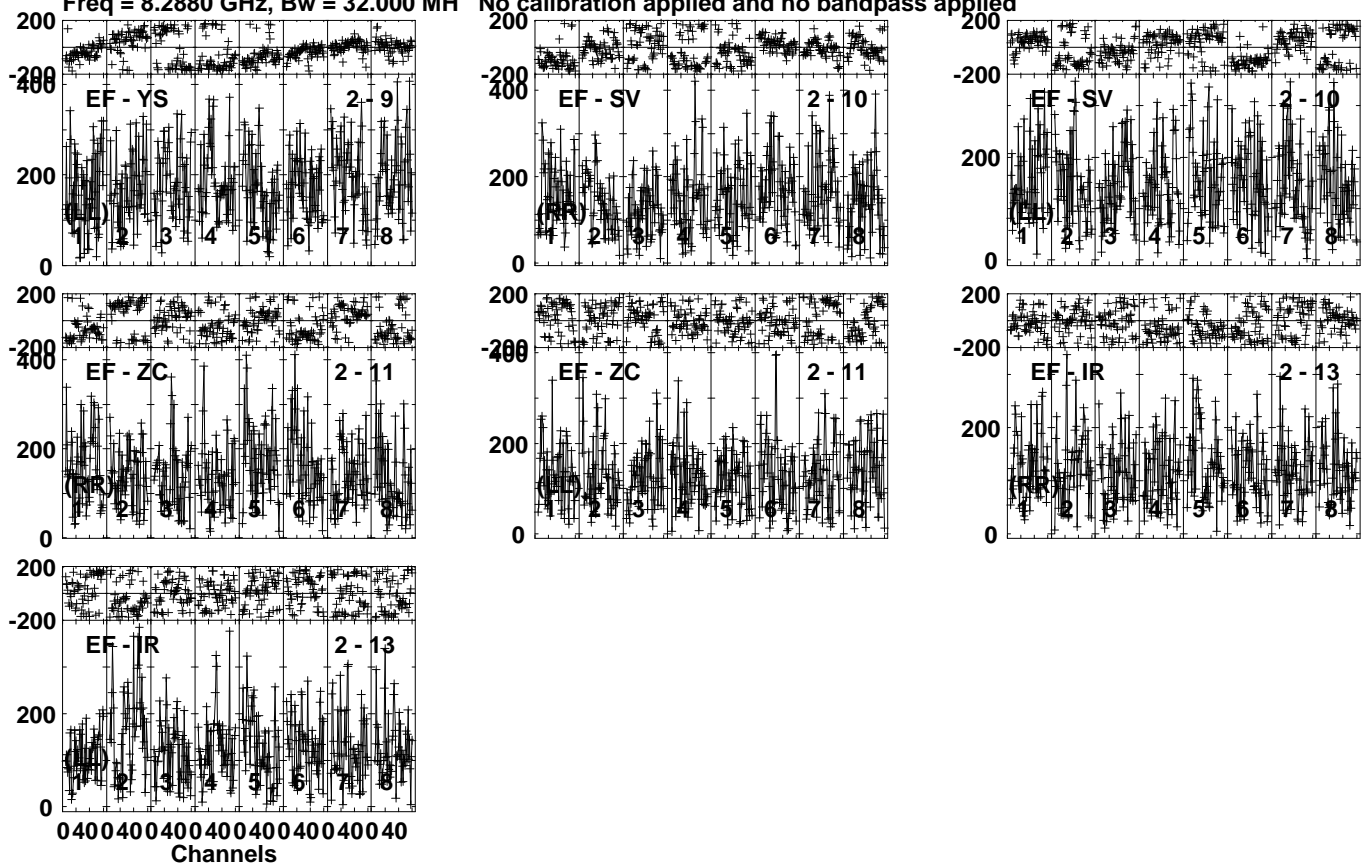 Freq = 8.2880 GHz, Bw = 32.000 MH No calibration applied and no bandpass applied
200
-200
400
200
0
EF - YS 2 - 9
(LL)
1 2 3 4 5 6 7 8
200
-200
400
200
0
EF - SV 2 - 10
(RR)
1 2 3 4 5 6 7 8
200
-200
200
0
EF - SV 2 - 10
(LL)
1 2 3 4 5 6 7 8
200
-200
400
200
0
EF - ZC 2 - 11
(RR)
1 2 3 4 5 6 7 8
200
-200
400
200
0
EF - ZC 2 - 11
(LL)
1 2 3 4 5 6 7 8
200
-200
200
0
EF - IR 2 - 13
(RR)
1 2 3 4 5 6 7 8
200
-200
200
0
EF - IR 2 - 13
(LL)
1 2 3 4 5 6 7 8
0 40 0 40 0 40 0 40 0 40 0 40 0 40 0 40
Channels